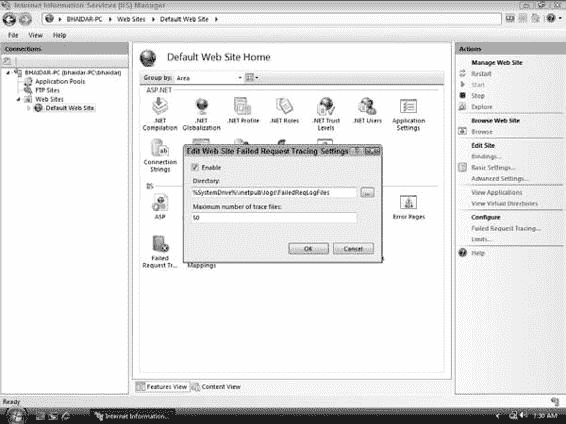 Internet Information Services (IIS) Manager
BHAIDAR-PC
Web Sites
Default Web Site
File View Help
Connections
BHAIDAR-PC (bhaidar-PC\bhaidar)
Application Pools
FTP Sites
Web Sites
Default Web Site
Default Web Site Home
Group by: Area
ASP.NET
.NET Compilation
.NET Globalization
.NET Profile
.NET Roles
.NET Trust Levels
.NET Users
Application Settings
Connection Strings
IIS
ASP
Error Pages
Failed Request Tr...
Mappings
Edit Web Site Failed Request Tracing Settings
Enable
Directory:
%SystemDrive%\inetpub\logs\FailedReqLogFiles
...
Maximum number of trace files:
50
OK
Cancel
Features View
Content View
Actions
Manage Web Site
Restart
Start
Stop
Explore
Browse Web Site
Browse
Edit Site
Bindings...
Basic Settings...
Advanced Settings...
View Applications
View Virtual Directories
Configure
Failed Request Tracing...
Limits...
Help
Ready
Internet Information...
7:30 AM